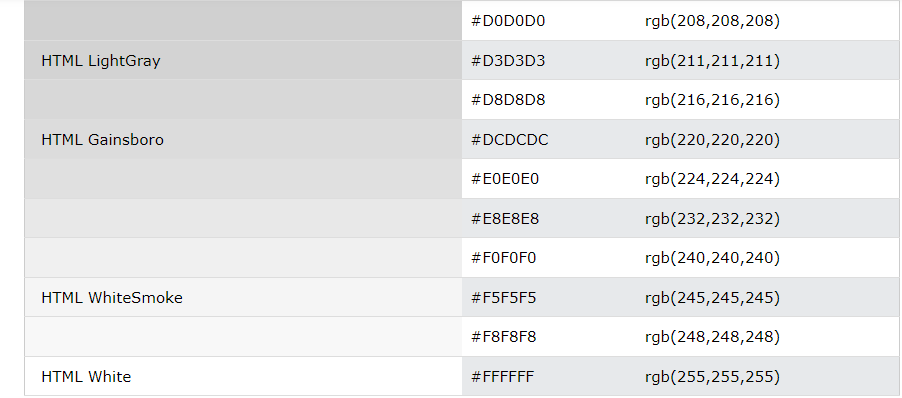 #D0D0D0 rgb(208,208,208)
HTML LightGray #D3D3D3 rgb(211,211,211)
#D8D8D8 rgb(216,216,216)
HTML Gainsboro #DCDCDC rgb(220,220,220)
#E0E0E0 rgb(224,224,224)
#E8E8E8 rgb(232,232,232)
#F0F0F0 rgb(240,240,240)
HTML WhiteSmoke #F5F5F5 rgb(245,245,245)
#F8F8F8 rgb(248,248,248)
HTML White #FFFFFF rgb(255,255,255)